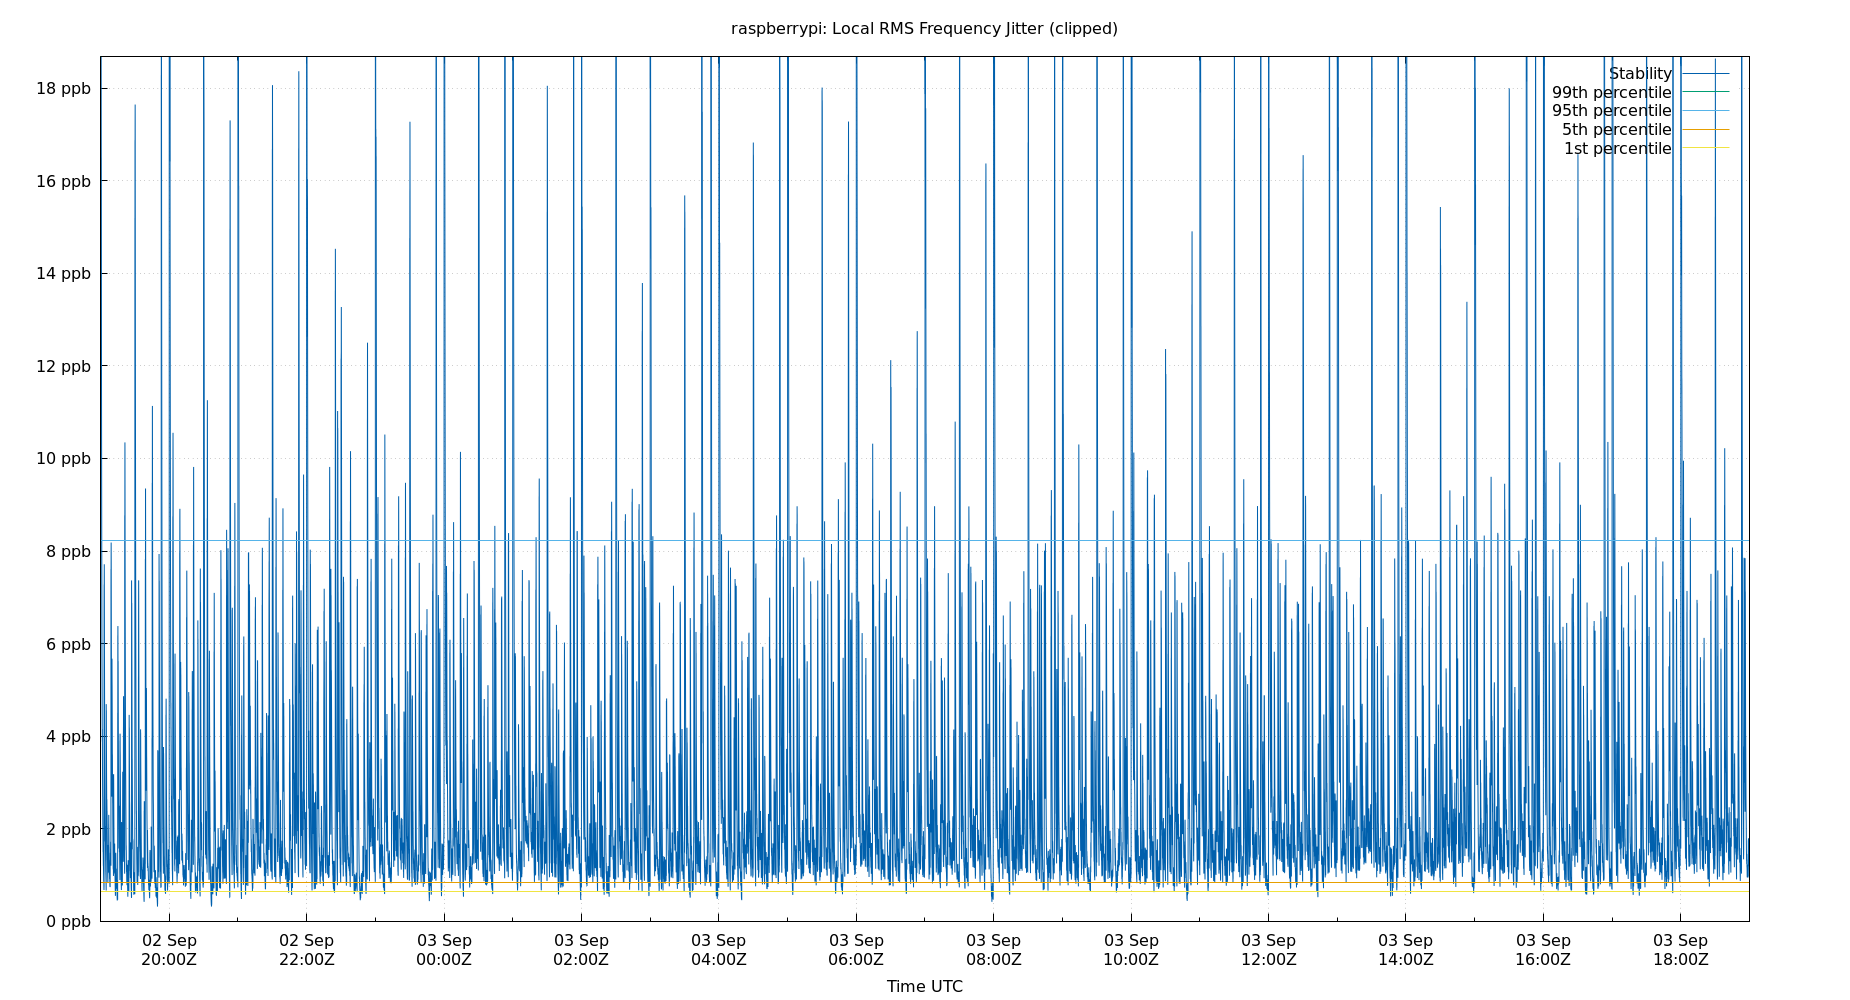 raspberrypi: Local RMS Frequency Jitter (clipped)
18 ppb
16 ppb
14 ppb
12 ppb
10 ppb
8 ppb
6 ppb
4 ppb
2 ppb
0 ppb
Stability
99th percentile
95th percentile
5th percentile
1st percentile
02 Sep 02 Sep 03 Sep 03 Sep 03 Sep 03 Sep 03 Sep 03 Sep 03 Sep 03 Sep 03 Sep 03 Sep
20:00Z 22:00Z 00:00Z 02:00Z 04:00Z 06:00Z 08:00Z 10:00Z 12:00Z 14:00Z 16:00Z 18:00Z
Time UTC